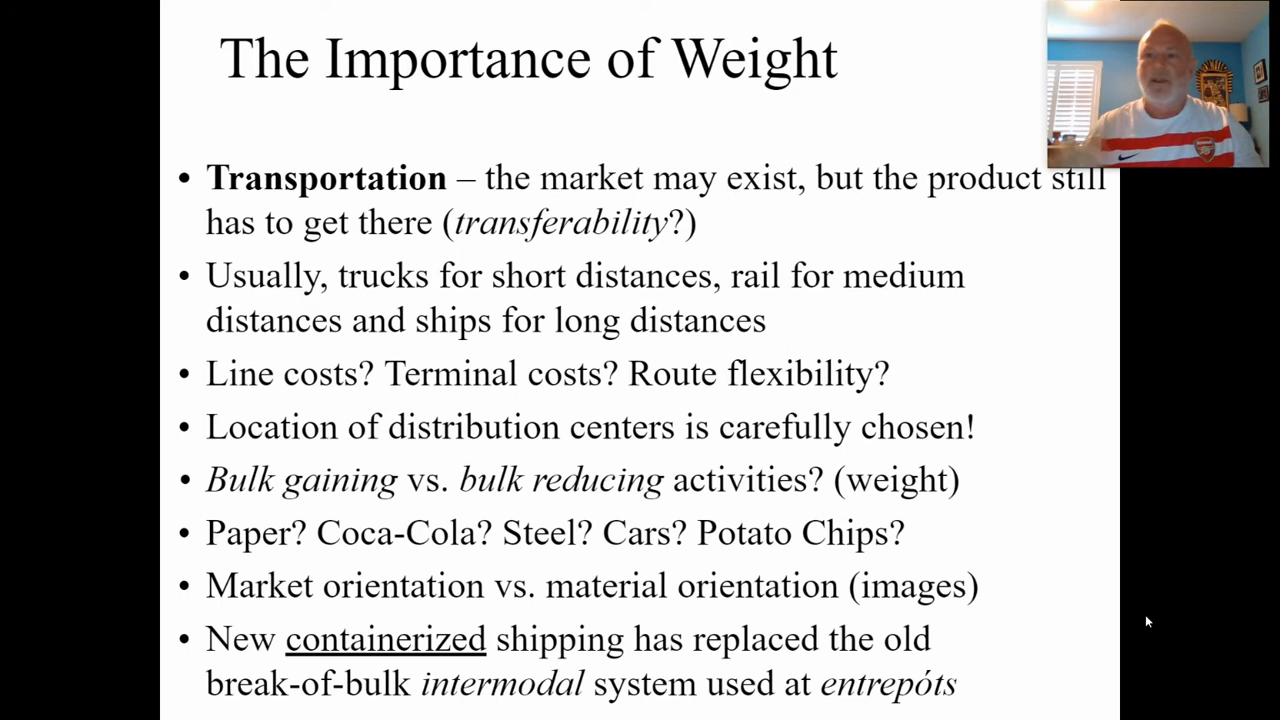 The Importance of Weight
• Transportation – the market may exist, but the product still
has to get there (transferability?)
• Usually, trucks for short distances, rail for medium
distances and ships for long distances
• Line costs? Terminal costs? Route flexibility?
• Location of distribution centers is carefully chosen!
• Bulk gaining vs. bulk reducing activities? (weight)
• Paper? Coca-Cola? Steel? Cars? Potato Chips?
• Market orientation vs. material orientation (images)
• New containerized shipping has replaced the old
break-of-bulk intermodal system used at entrepóts